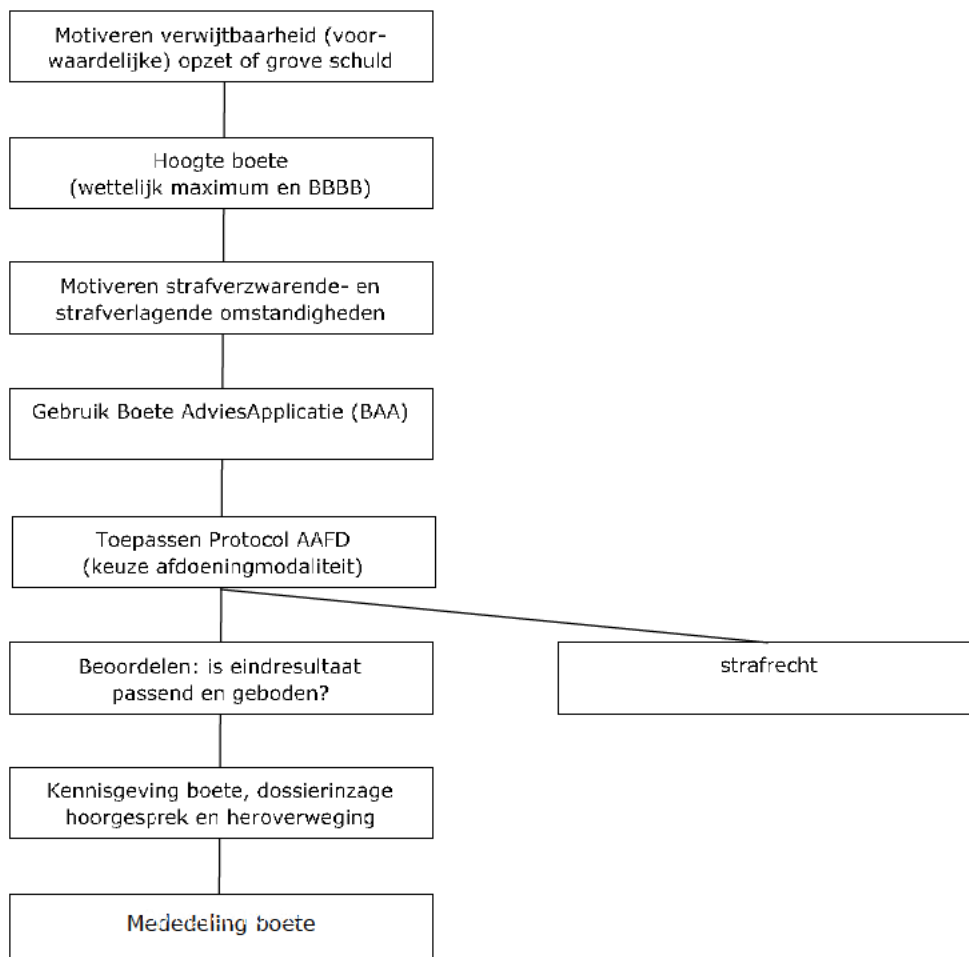 Motiveren verwijtbaarheid (voor-
waardelijke) opzet of grove schuld
Hoogte boete
(wettelijk maximum en BBBB)
Motiveren strafverzwarende- en
strafverlagende omstandigheden
Gebruik Boete AdviesApplicatie (BAA)
Toepassen Protocol AAFD
(keuze afdoeningmodaliteit)
Beoordelen: is eindresultaat
passend en geboden?
strafrecht
Kennisgeving boete, dossierinzage
hoorgesprek en heroverweging
Mededeling boete